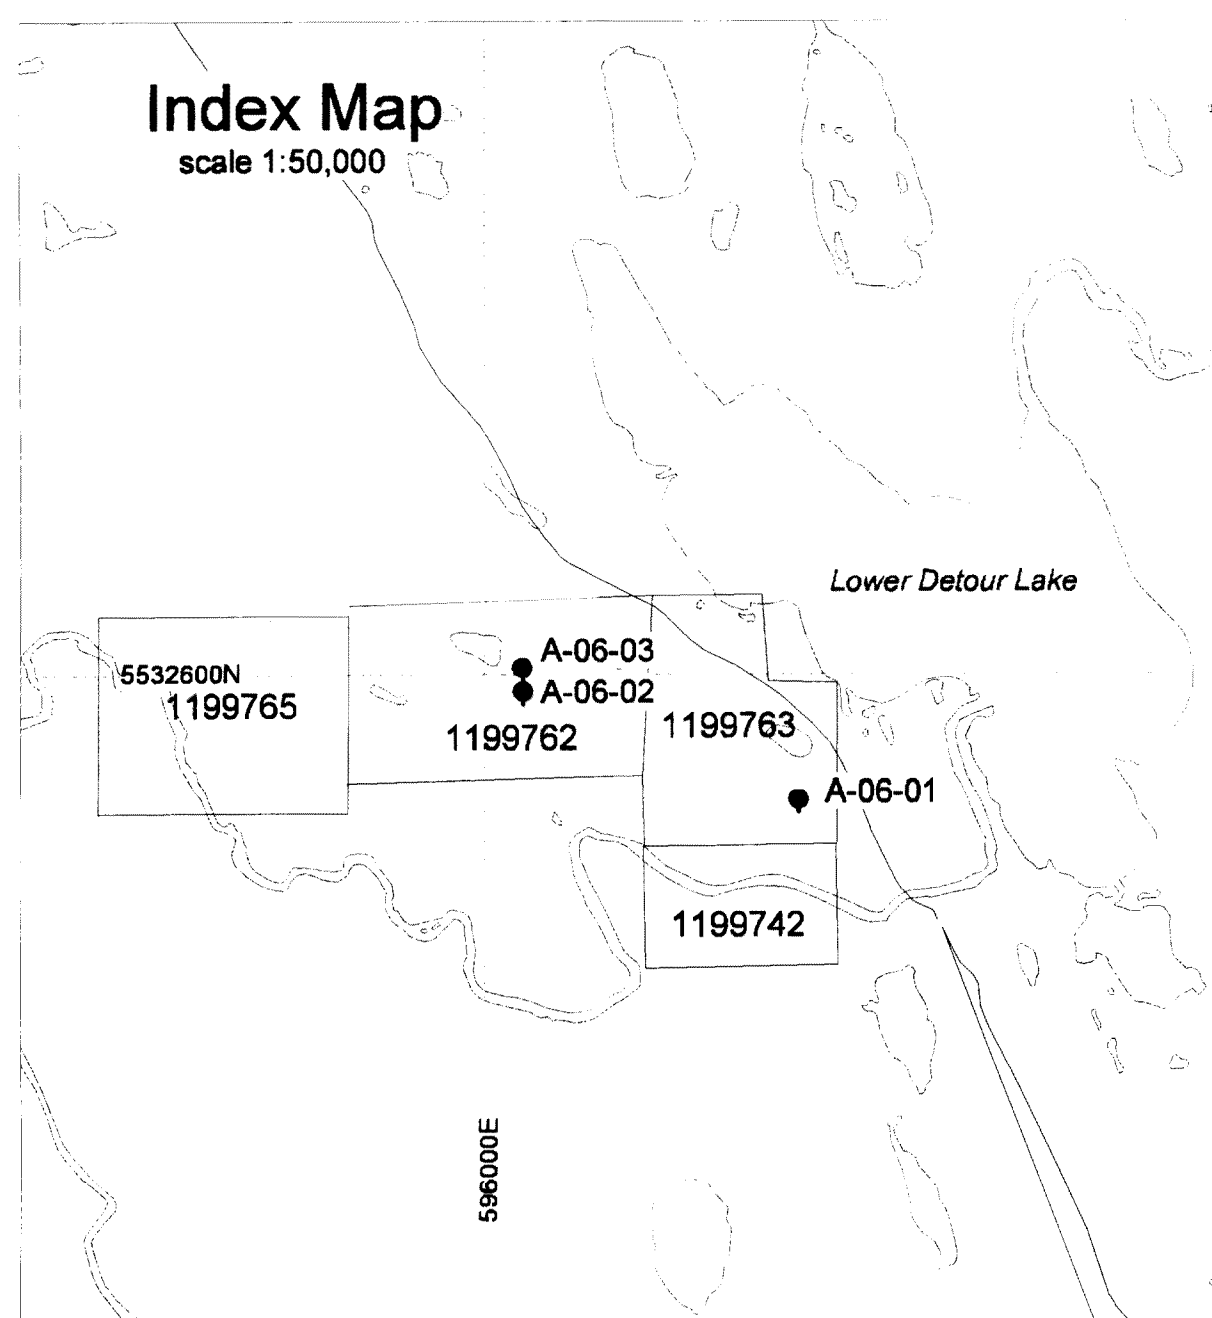 Index Map
scale 1:50,000
Lower Detour Lake
A-06-03
5532600N
A-06-02
1199765
1199762
1199763
A-06-01
1199742
596000E